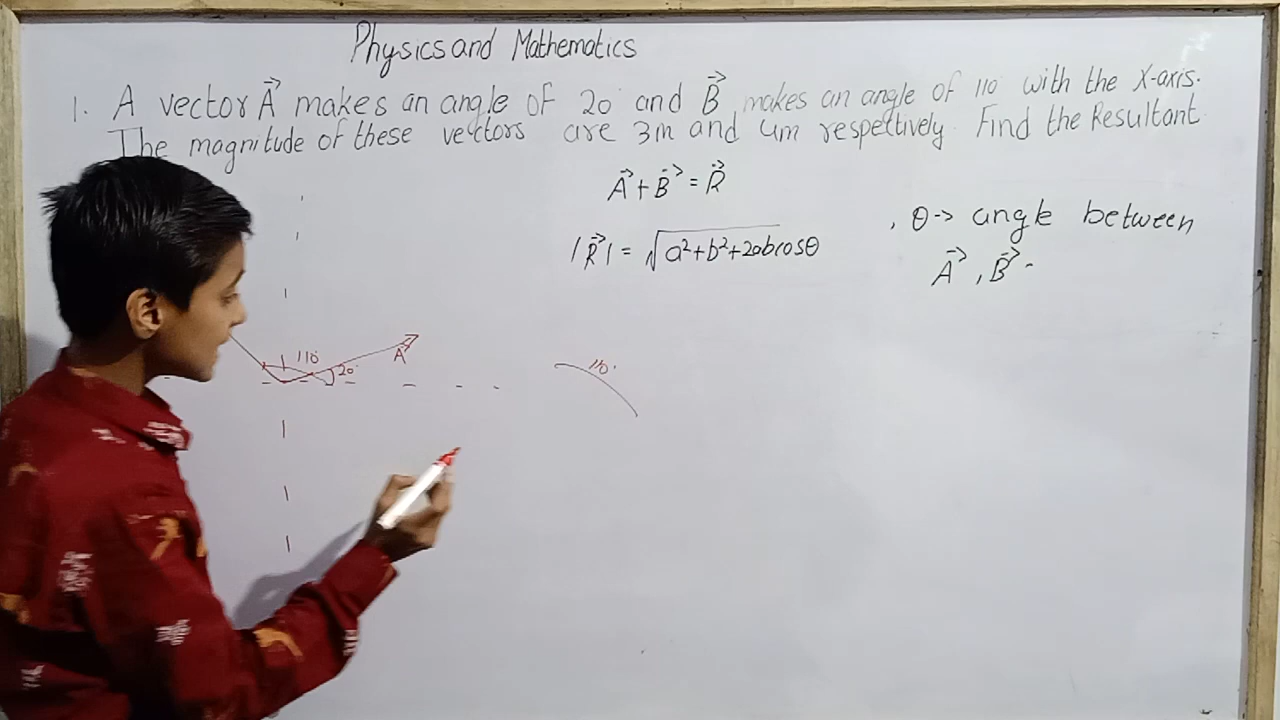 Physics and Mathematics
1. A vector A⃗ makes an angle of 20° and B⃗ makes an angle of 110° with the X-axis.
The magnitude of these vectors are 3m and 4m respectively. Find the Resultant
A⃗ + B⃗ = R⃗
|R⃗| = √a²+b²+2abcosθ
, θ → angle between
A⃗ , B⃗ .
110°
20°
A⃗
110°